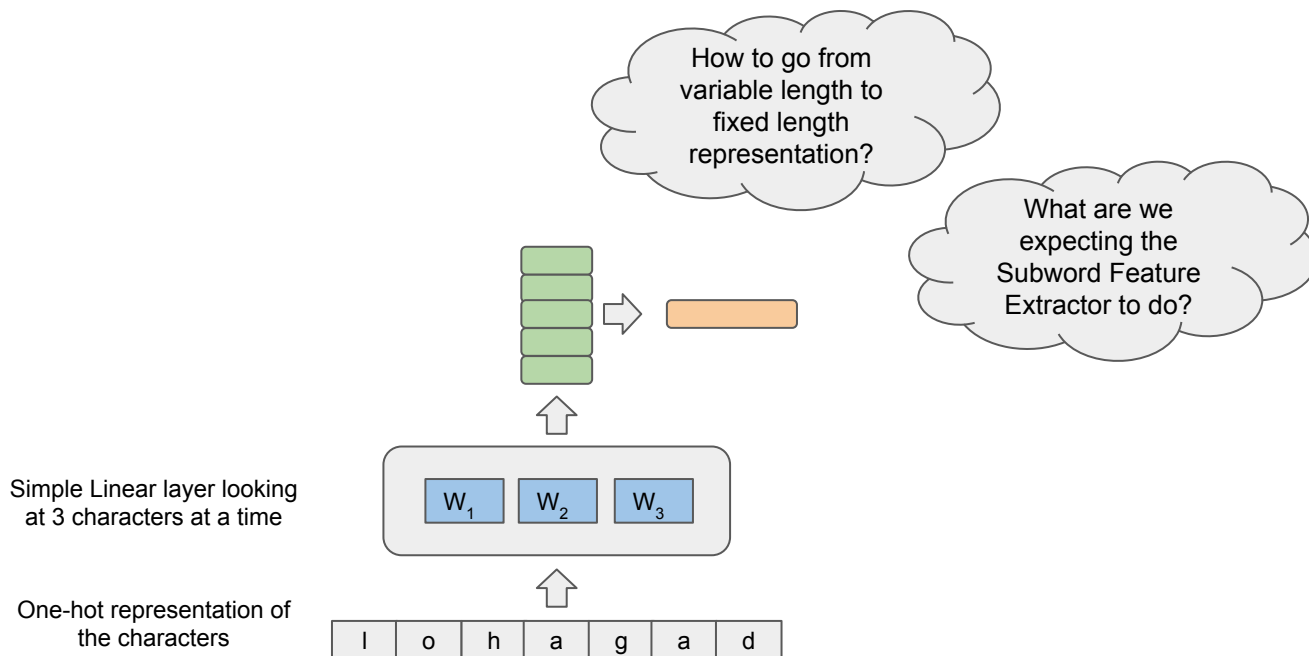 How to go from
variable length to
fixed length
representation?
What are we
expecting the
Subword Feature
Extractor to do?
Simple Linear layer looking
at 3 characters at a time
W1 W2 W3
One-hot representation of
the characters
l o h a g a d